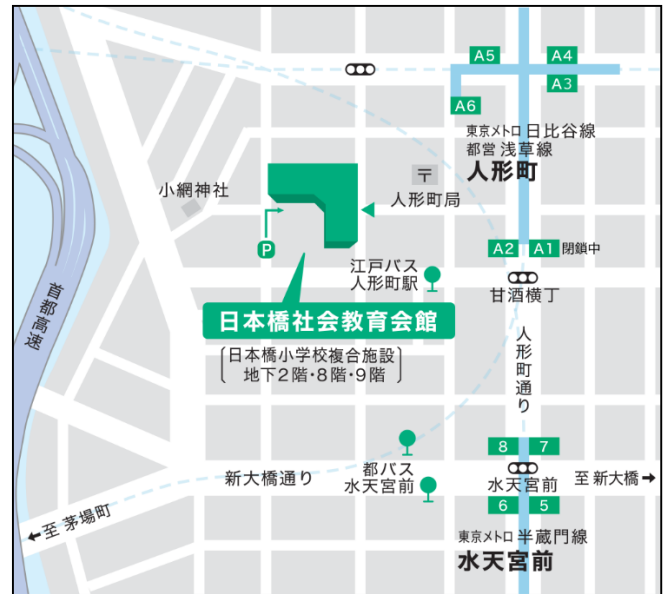 A5
A4
A3
A6
東京メトロ 日比谷線
都営 浅草線
人形町
〒
人形町局
小網神社
P
A2
A1
閉鎖中
江戸バス
人形町駅
甘酒横丁
首都高速
日本橋社会教育会館
日本橋小学校複合施設
地下2階・8階・9階
人形町通り
8
7
新大橋通り
都バス
水天宮前
水天宮前
至 新大橋→
6
5
←至 茅場町
東京メトロ 半蔵門線
水天宮前